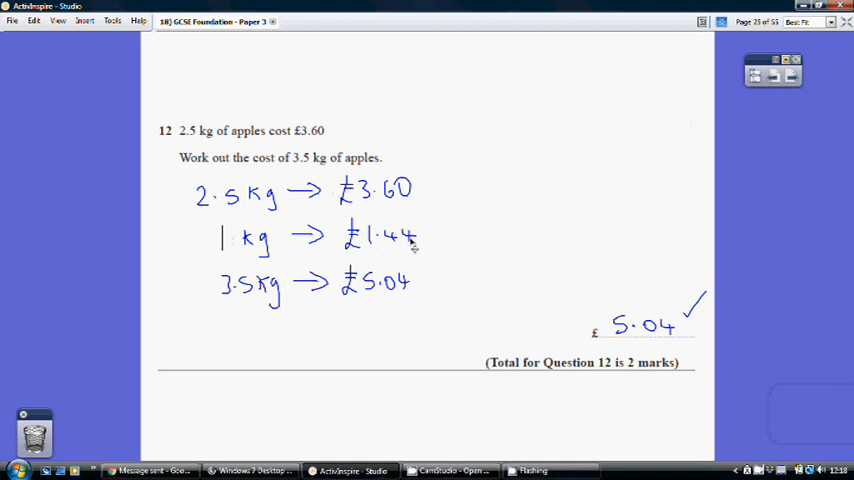 ActivInspire - Studio
File Edit View Insert Tools Help 18) GCSE Foundation - Paper 3 Page 25 of 55 Best Fit
12 2.5 kg of apples cost £3.60
Work out the cost of 3.5 kg of apples.
2.5 Kg → £3.60
1 kg → £1.44
3.5Kg → £5.04
£ 5.04 ✓
(Total for Question 12 is 2 marks)
Message sent - Goo... Windows 7 Desktop ... ActivInspire - Studio CamStudio - Open ... Flashing 12:18